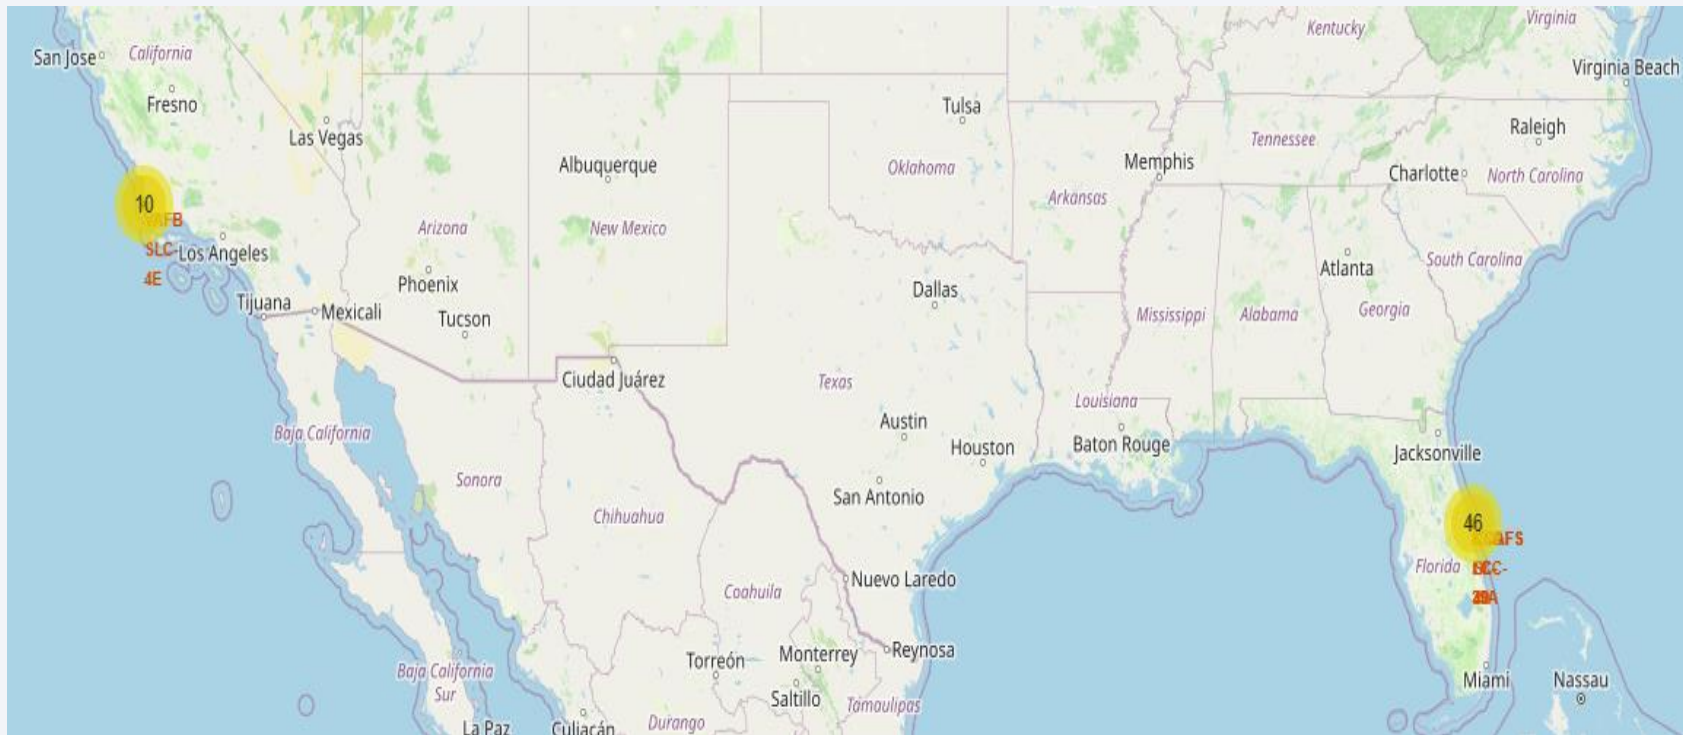 Kentucky
Virginia
San Jose
California
Virginia Beach
Fresno
Tulsa
Las Vegas
Raleigh
Tennessee
Albuquerque
Oklahoma
Memphis
Charlotte
North Carolina
Arkansas
10
VAFB
SLC-
4E
Los Angeles
Arizona
New Mexico
Phoenix
Atlanta
South Carolina
Dallas
Tijuana
Mexicali
Tucson
Mississippi
Alabama
Georgia
Ciudad Juárez
Texas
Louisiana
Austin
Baja California
Houston
Baton Rouge
Jacksonville
Sonora
San Antonio
Chihuahua
46
Florida
Nuevo Laredo
Coahuila
Reynosa
Torreón
Monterrey
Baja California
Sur
Saltillo
Tamaulipas
Miami
Nassau
La Paz
Culiacán
Durango